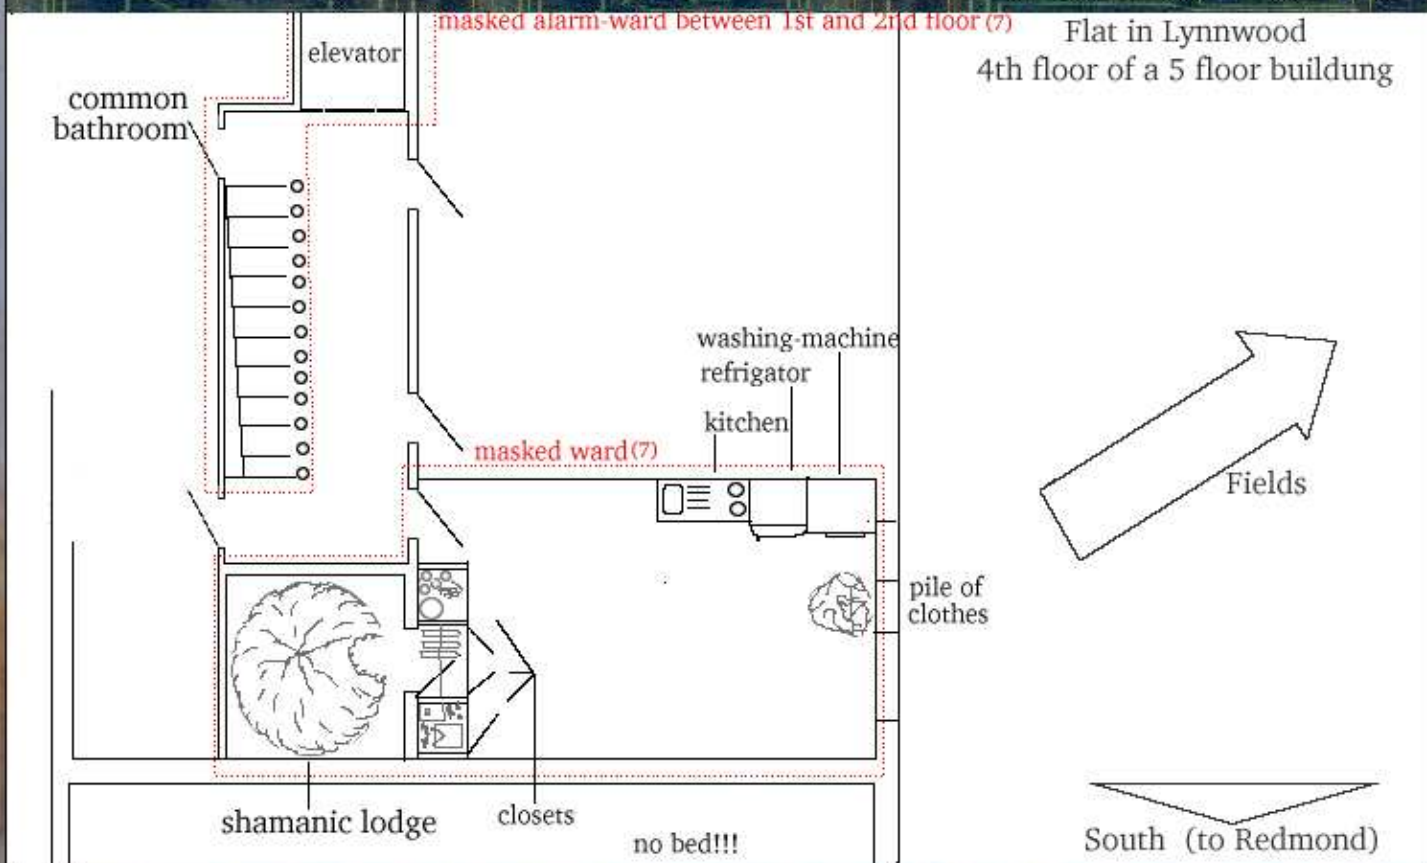 masked alarm-ward between 1st and 2nd floor (7)
Flat in Lynnwood
4th floor of a 5 floor buildung
elevator
common
bathroom
washing-machine
refrigator
kitchen
masked ward(7)
Fields
pile of
clothes
shamanic lodge
closets
no bed!!!
South (to Redmond)